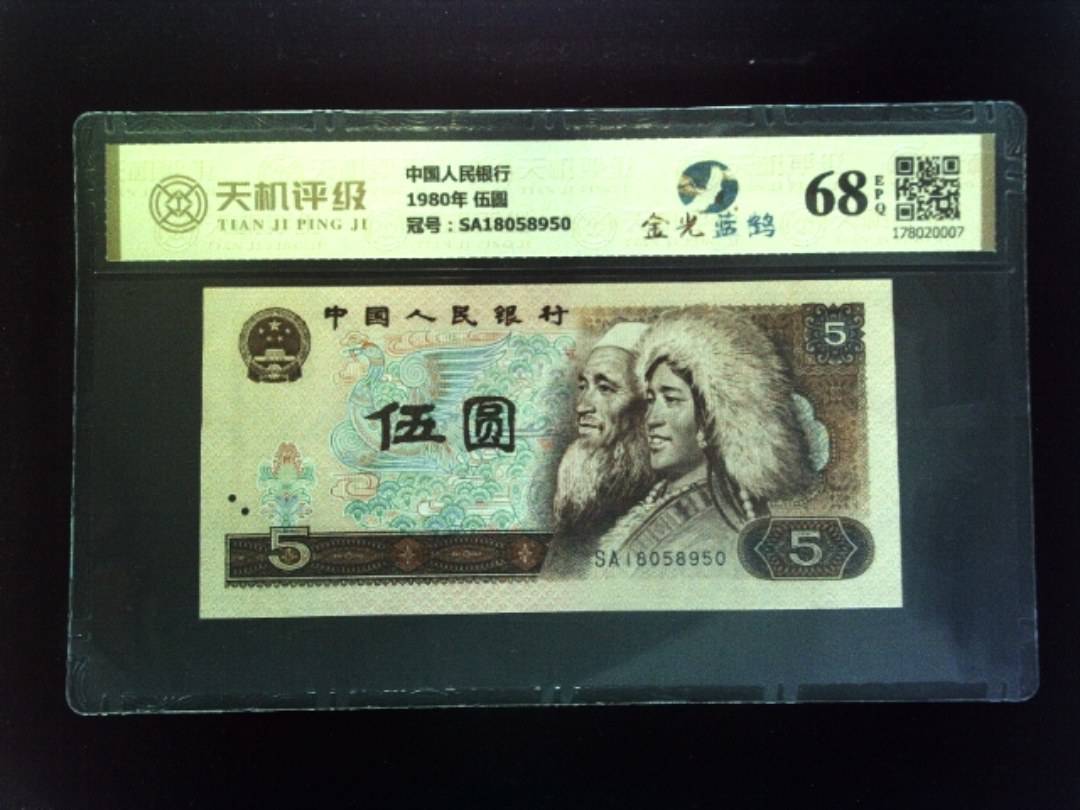 天机评级
TIAN JI PING JI
中国人民银行
1980年 伍圆
冠号：SA18058950
金光蓝鹤
68
EPQ
178020007
中国人民银行
5
伍圆
5
SA18058950
5